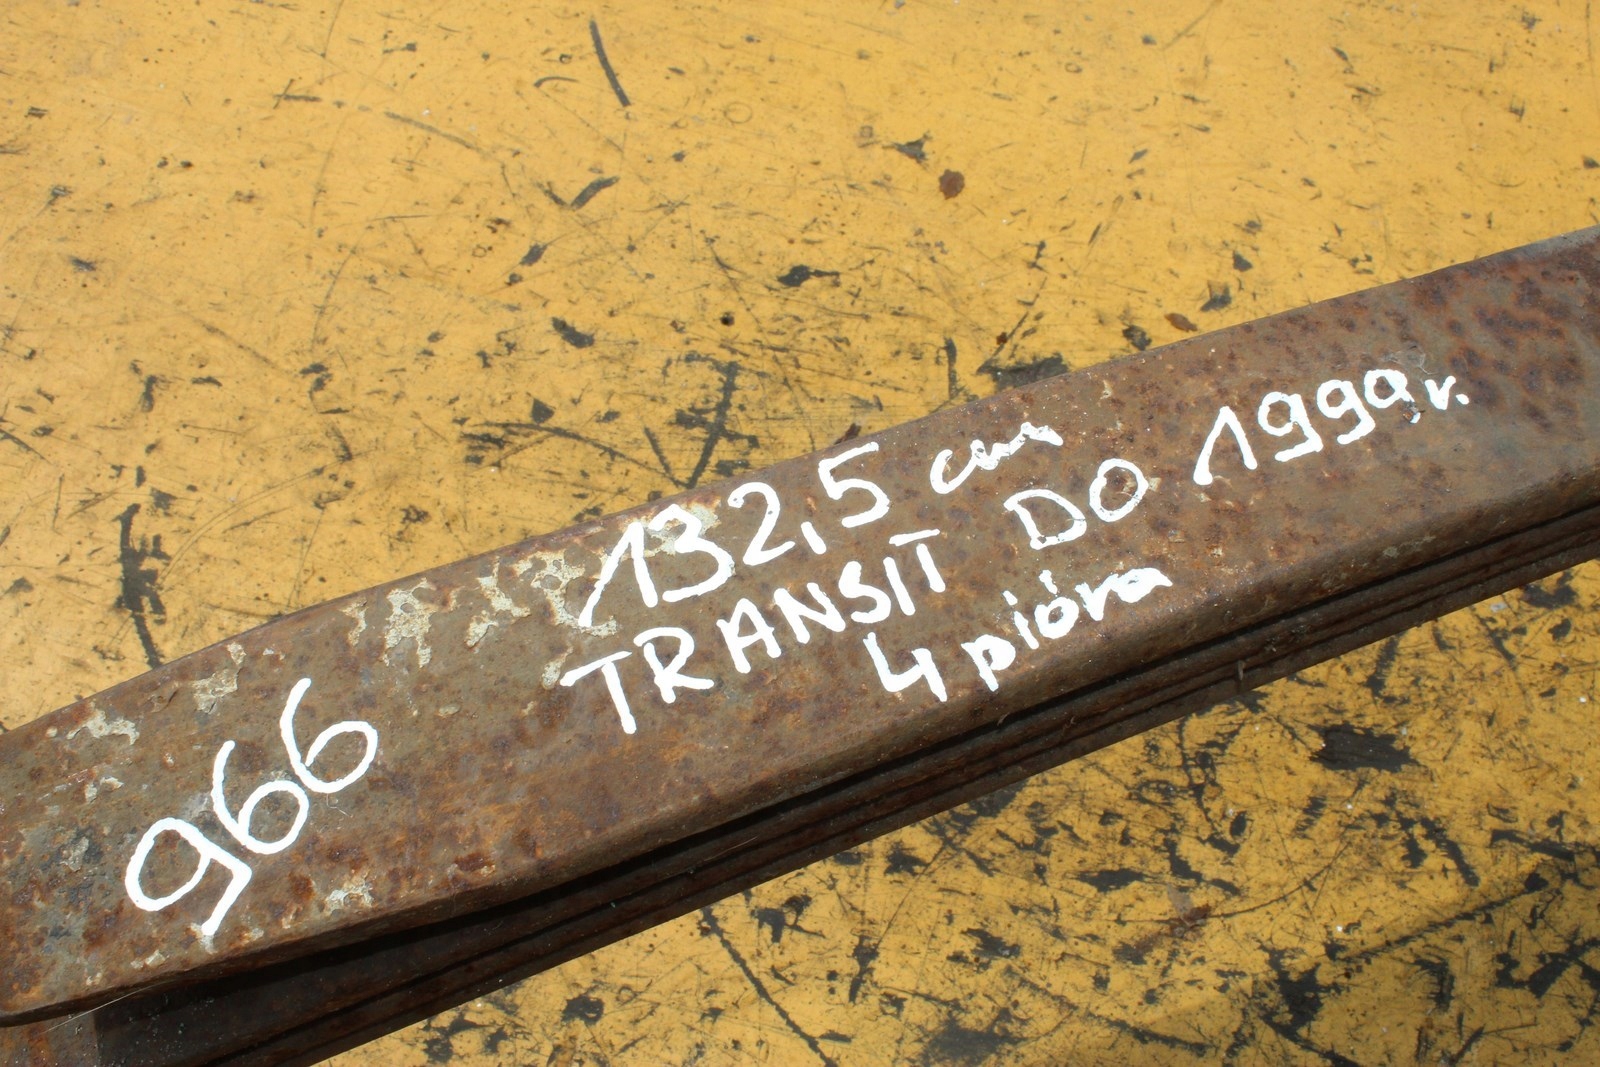 132,5 cm
TRANSIT DO 1999r.
4 pióra
966